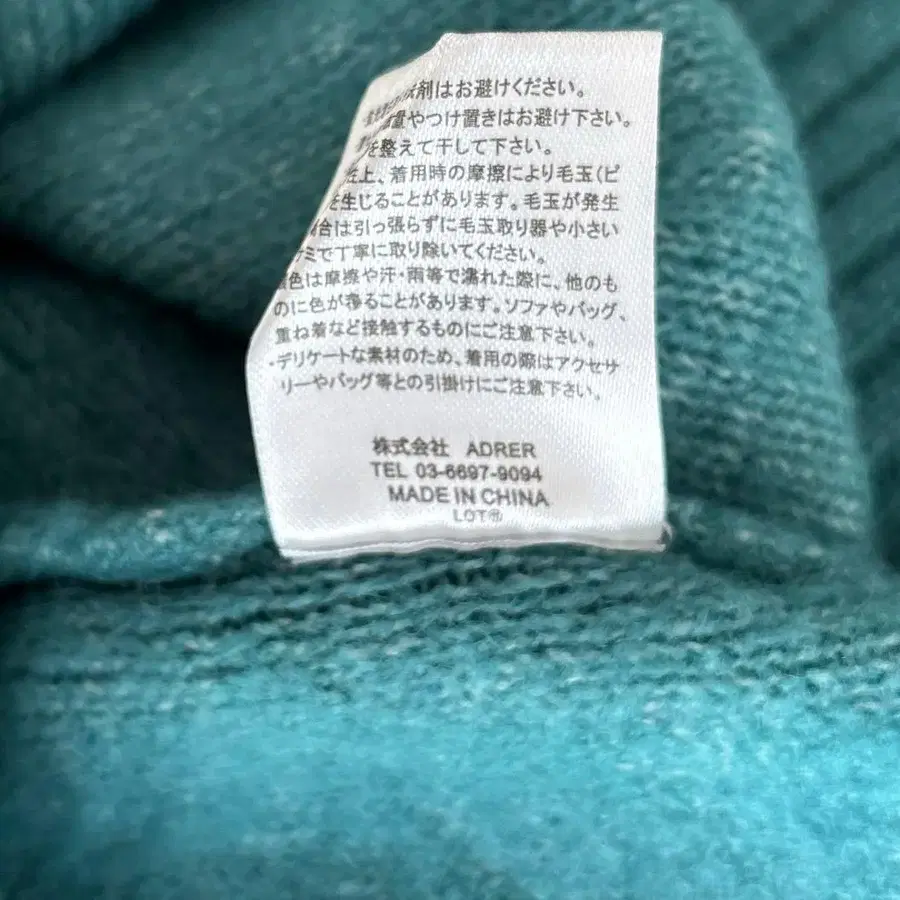 剤はお避けください。
置やつけ置きはお避け下さい。
を整えて干して下さい。
上、着用時の摩擦により毛玉(ピ
を生じることがあります。毛玉が発生
合は引っ張らずに毛玉取り器や小さい
ミで丁寧に取り除いてください。
色は摩擦や汗・雨等で濡れた際に、他のも
のに色が移ることがあります。ソファやバッグ、
重ね着など接触するものにご注意下さい。
・デリケートな素材のため、着用の際はアクセサ
リーやバッグ等との引掛けにご注意下さい。
株式会社 ADRER
TEL 03-6697-9094
MADE IN CHINA
LOT⑪